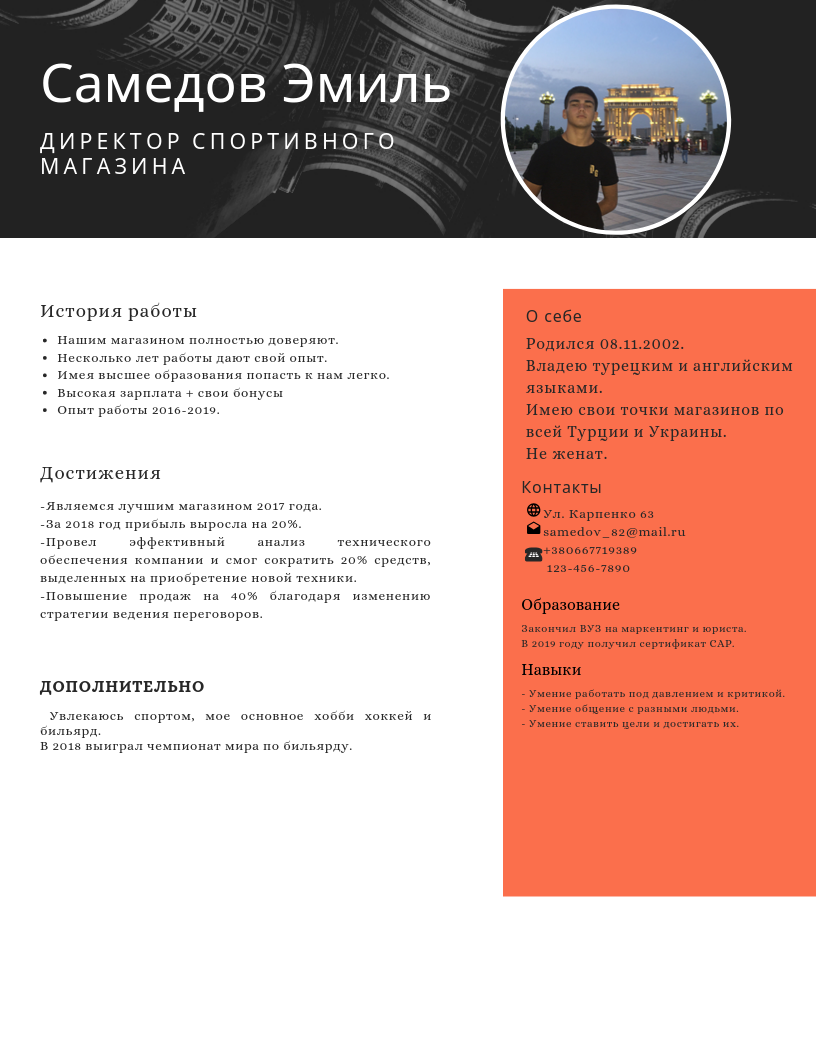 Самедов Эмиль
ДИРЕКТОР СПОРТИВНОГО
МАГАЗИНА
История работы
• Нашим магазином полностью доверяют.
• Несколько лет работы дают свой опыт.
• Имея высшее образования попасть к нам легко.
• Высокая зарплата + свои бонусы
• Опыт работы 2016-2019.
Достижения
-Являемся лучшим магазином 2017 года.
-За 2018 год прибыль выросла на 20%.
-Провел эффективный анализ технического
обеспечения компании и смог сократить 20% средств,
выделенных на приобретение новой техники.
-Повышение продаж на 40% благодаря изменению
стратегии ведения переговоров.
ДОПОЛНИТЕЛЬНО
Увлекаюсь спортом, мое основное хобби хоккей и
бильярд.
В 2018 выиграл чемпионат мира по бильярду.
О себе
Родился 08.11.2002.
Владею турецким и английским
языками.
Имею свои точки магазинов по
всей Турции и Украины.
Не женат.
Контакты
Ул. Карпенко 63
samedov_82@mail.ru
+380667719389
123-456-7890
Образование
Закончил ВУЗ на маркентинг и юриста.
В 2019 году получил сертификат CAP.
Навыки
- Умение работать под давлением и критикой.
- Умение общение с разными людьми.
- Умение ставить цели и достигать их.